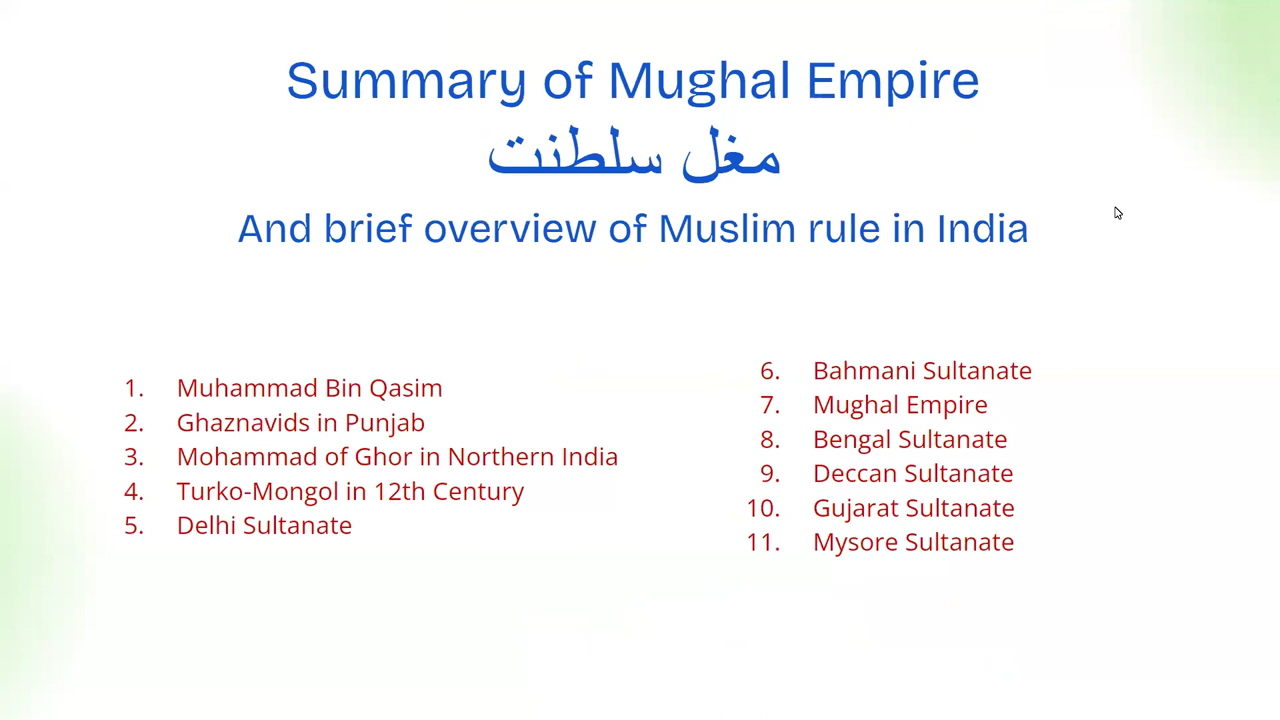 Summary of Mughal Empire
مغل سلطنت
And brief overview of Muslim rule in India
1. Muhammad Bin Qasim
2. Ghaznavids in Punjab
3. Mohammad of Ghor in Northern India
4. Turko-Mongol in 12th Century
5. Delhi Sultanate
6. Bahmani Sultanate
7. Mughal Empire
8. Bengal Sultanate
9. Deccan Sultanate
10. Gujarat Sultanate
11. Mysore Sultanate